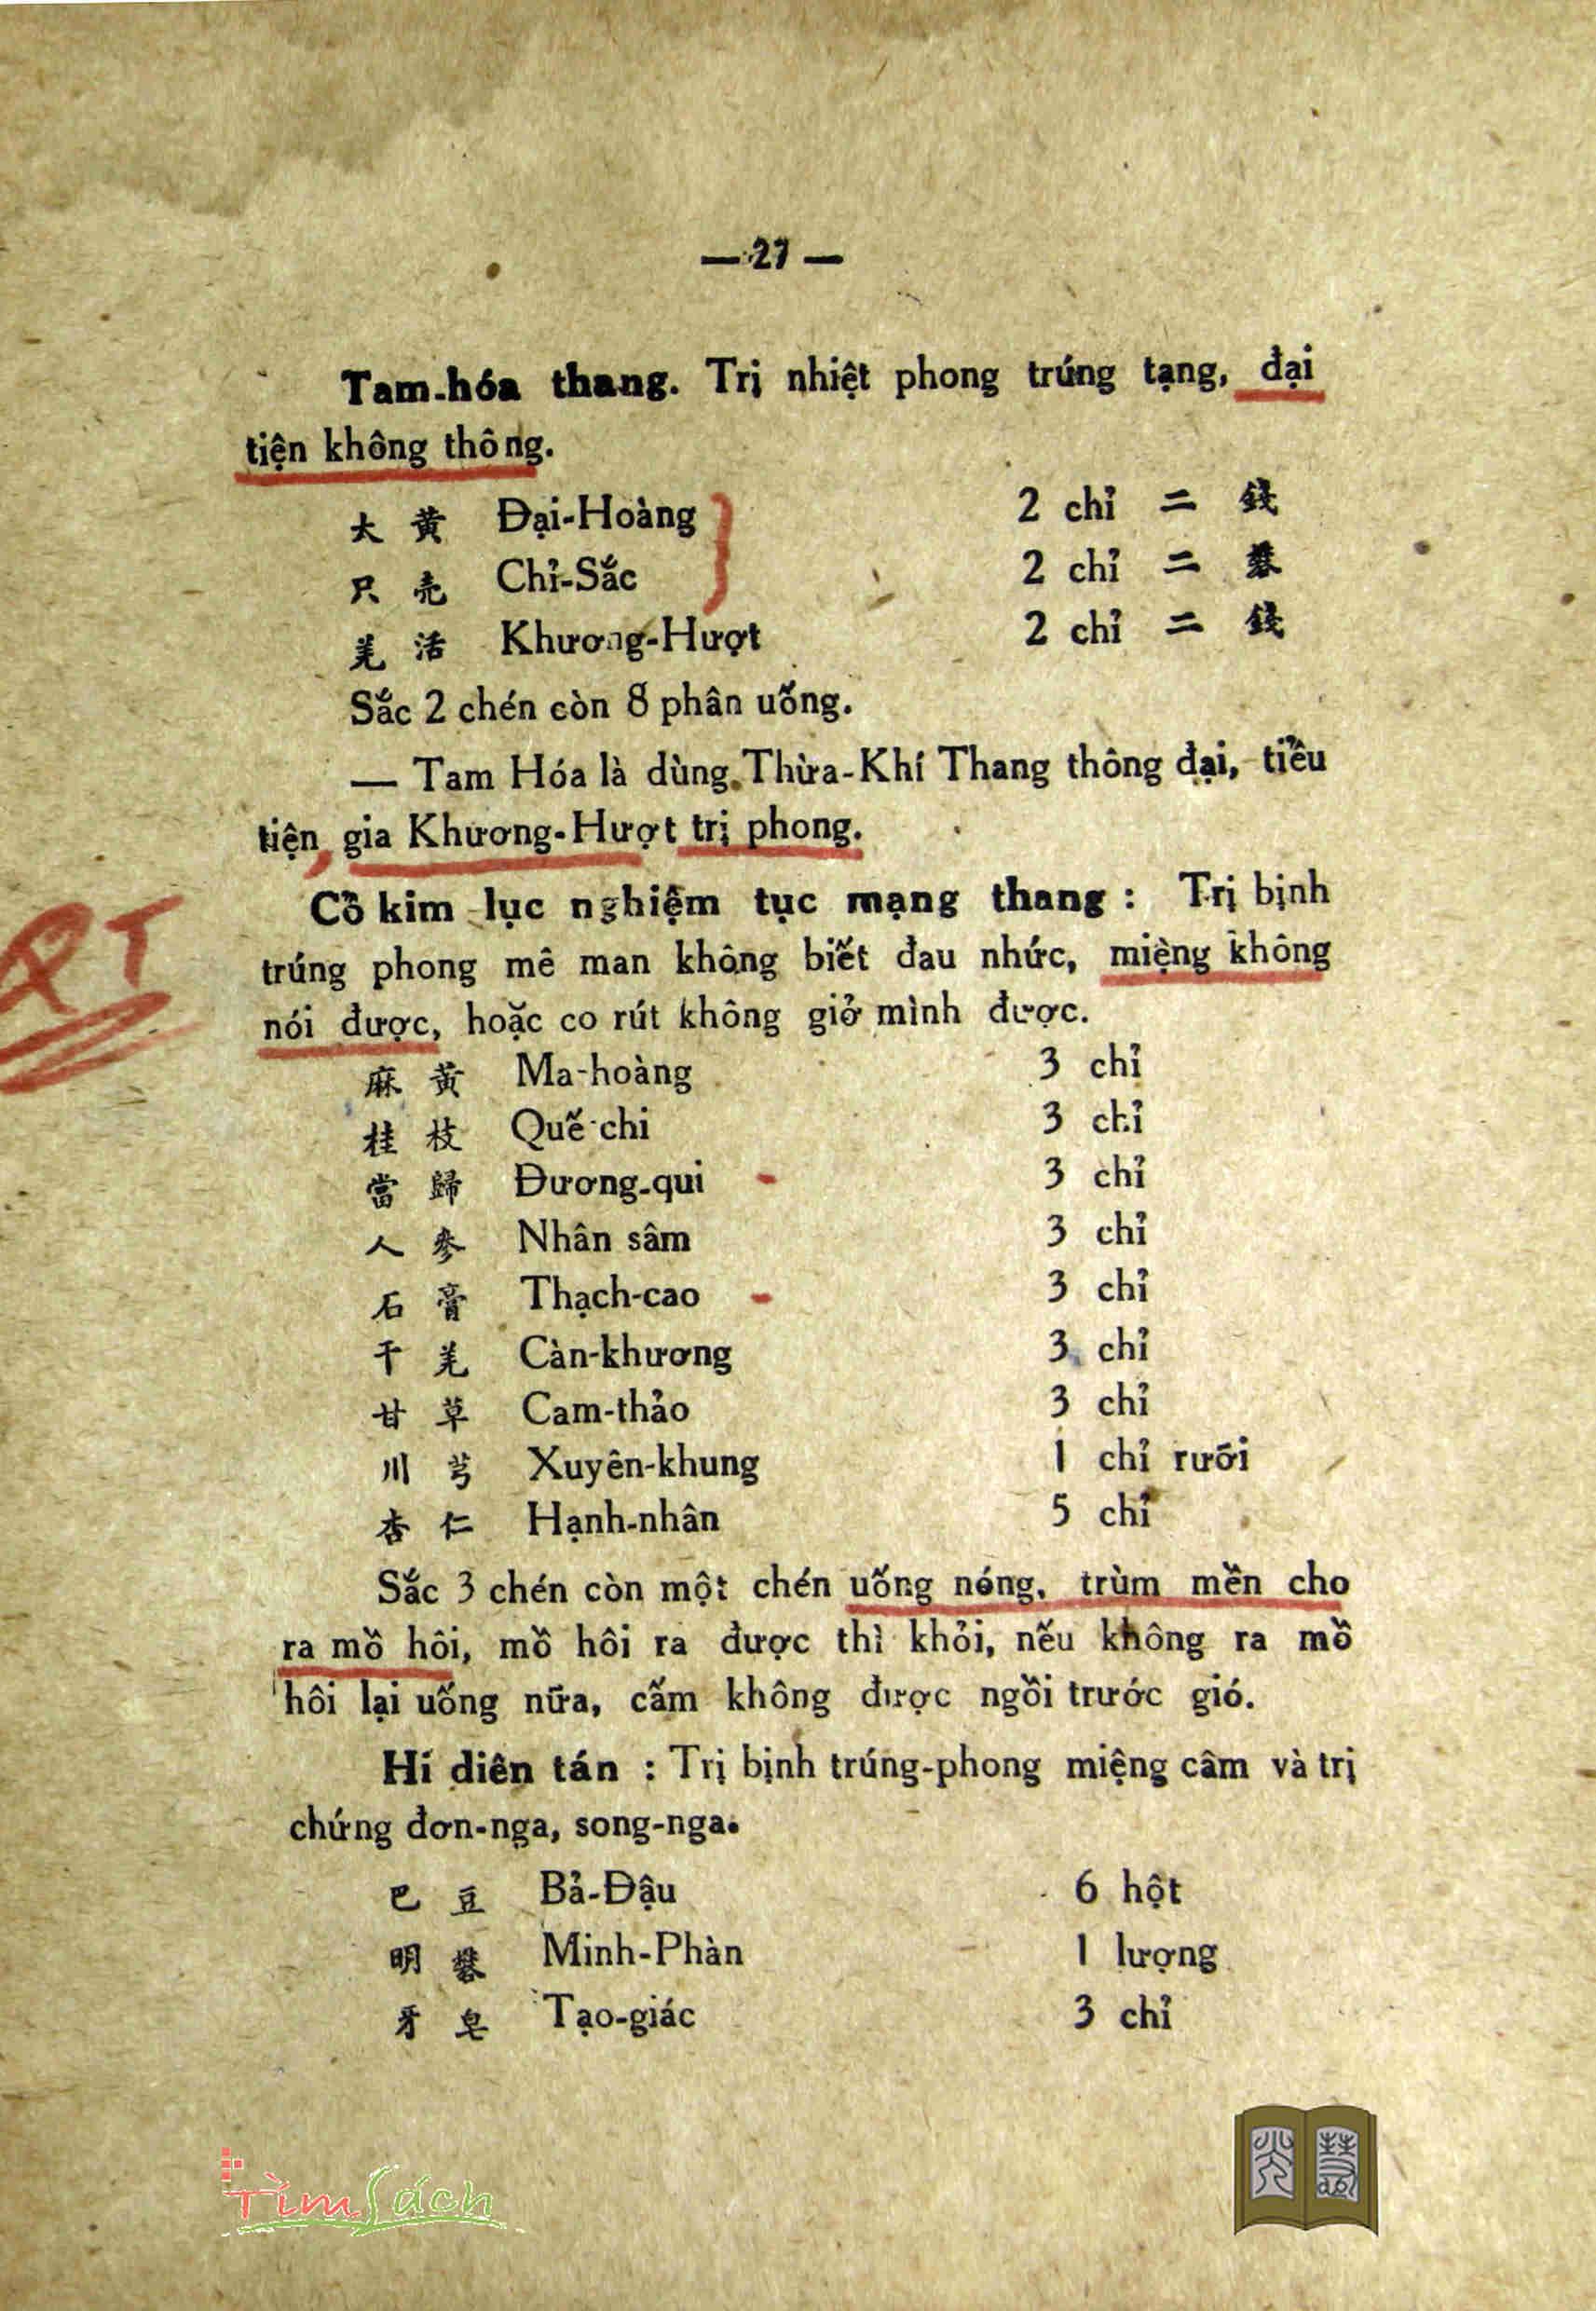 — 27 —
Tam-hóa thang. Trị nhiệt phong trúng tạng, đại
tiện không thông.
大 黄 Đại-Hoàng 2 chỉ 二 錢
只 壳 Chỉ-Sắc 2 chỉ 二
羌 活 Khương-Hượt 2 chỉ 二 錢
Sắc 2 chén còn 8 phân uống.
— Tam Hóa là dùng Thừa-Khí Thang thông đại, tiểu
tiện, gia Khương-Hượt trị phong.
Cổ kim lục nghiệm tục mạng thang : Trị bịnh
trúng phong mê man không biết đau nhức, miệng không
nói được, hoặc co rút không giở mình được.
QT
麻 黄 Ma-hoàng 3 chỉ
桂 枝 Quế chi 3 chỉ
當 歸 Đương-qui 3 chỉ
人 參 Nhân sâm 3 chỉ
石 膏 Thạch-cao 3 chỉ
干 羌 Càn-khương 3 chỉ
甘 草 Cam-thảo 3 chỉ
川 芎 Xuyên-khung 1 chỉ rưỡi
杏 仁 Hạnh-nhân 5 chỉ
Sắc 3 chén còn một chén uống nóng, trùm mền cho
ra mồ hôi, mồ hôi ra được thì khỏi, nếu không ra mồ
hôi lại uống nữa, cấm không được ngồi trước gió.
Hi diên tán : Trị bịnh trúng-phong miệng câm và trị
chứng đơn-nga, song-nga.
巴 豆 Bả-Đậu 6 hột
明 礬 Minh-Phàn 1 lượng
牙 皂 Tạo-giác 3 chỉ
TìmSách